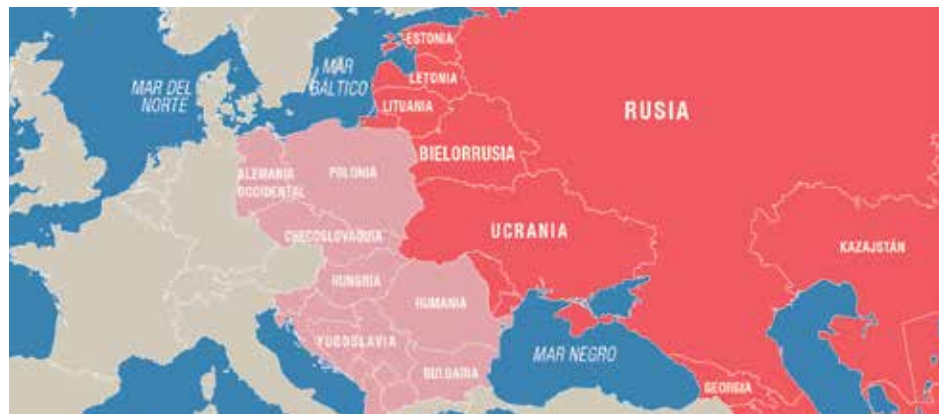 ESTONIA
MAR
BÁLTICO
LETONIA
MAR DEL
NORTE
LITUANIA
RUSIA
BIELORRUSIA
ALEMANIA
OCCIDENTAL
POLONIA
UCRANIA
CHECOSLOVAQUIA
KAZAJSTÁN
HUNGRÍA
RUMANIA
YUGOSLAVIA
MAR NEGRO
BULGARIA
GEORGIA